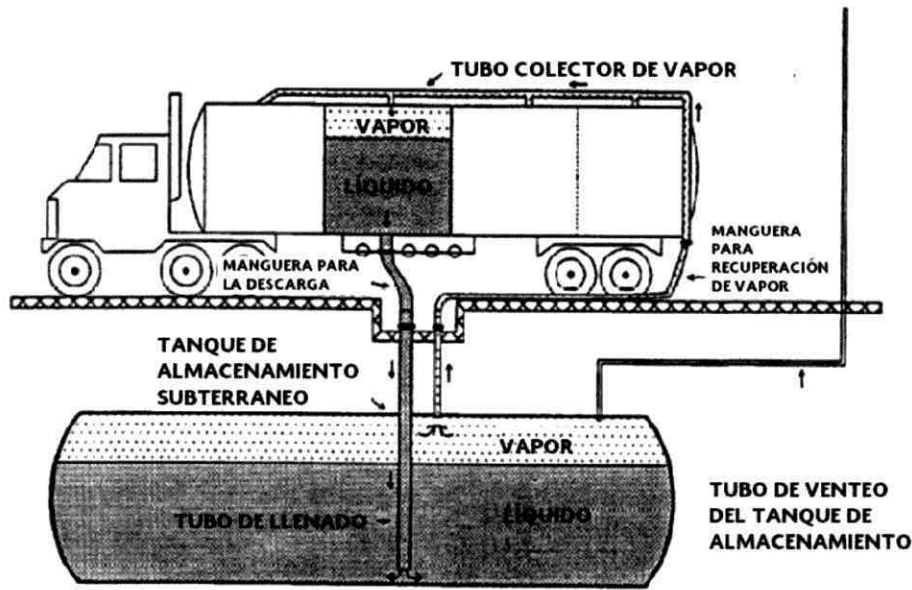 TUBO COLECTOR DE VAPOR
VAPOR
LÍQUIDO
MANGUERA PARA
LA DESCARGA
MANGUERA
PARA
RECUPERACIÓN
DE VAPOR
TANQUE DE
ALMACENAMIENTO
SUBTERRANEO
VAPOR
TUBO DE LLENADO
LÍQUIDO
TUBO DE VENTEO
DEL TANQUE DE
ALMACENAMIENTO